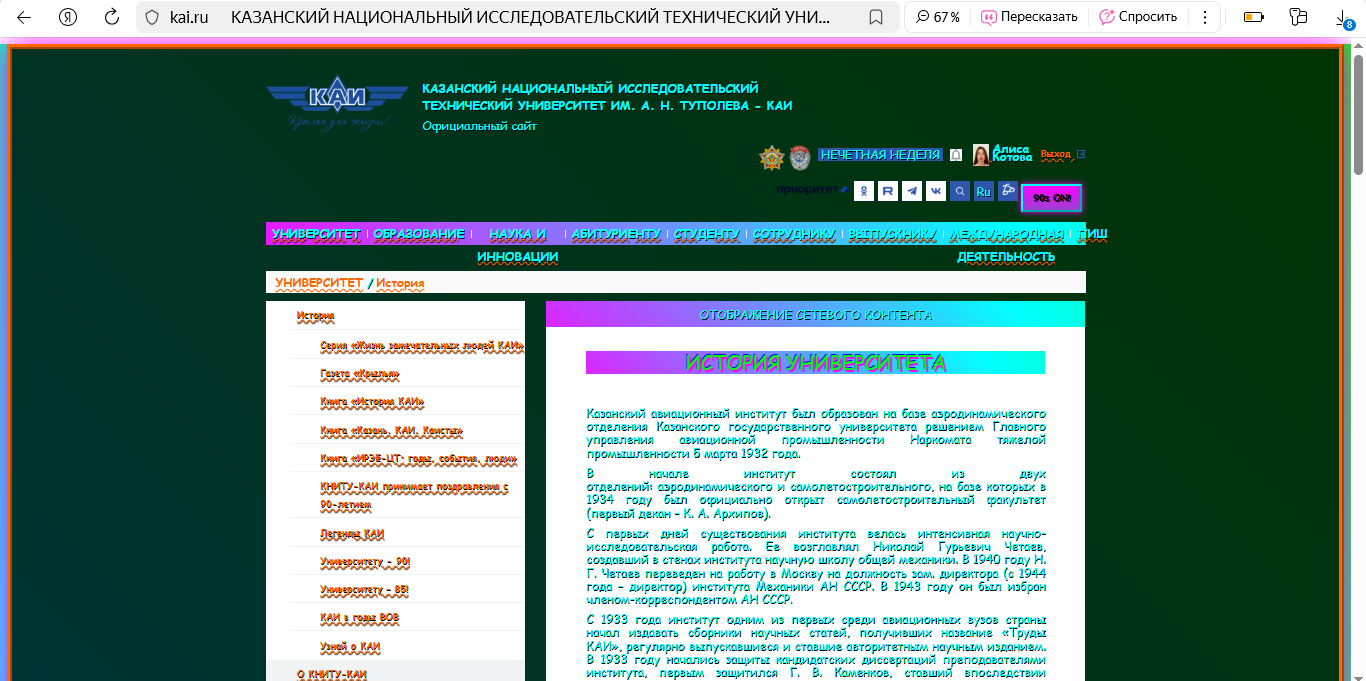 kai.ru КАЗАНСКИЙ НАЦИОНАЛЬНЫЙ ИССЛЕДОВАТЕЛЬСКИЙ ТЕХНИЧЕСКИЙ УНИ... 67 % Пересказать Спросить
8
КАИ
Крылья для жизни!
КАЗАНСКИЙ НАЦИОНАЛЬНЫЙ ИССЛЕДОВАТЕЛЬСКИЙ
ТЕХНИЧЕСКИЙ УНИВЕРСИТЕТ ИМ. А. Н. ТУПОЛЕВА - КАИ
Официальный сайт
НЕЧЕТНАЯ НЕДЕЛЯ Алиса Котова Выход
приоритет Ru 90s ON!
УНИВЕРСИТЕТ ОБРАЗОВАНИЕ НАУКА И ИННОВАЦИИ АБИТУРИЕНТУ СТУДЕНТУ СОТРУДНИКУ ВЫПУСКНИКУ МЕЖДУНАРОДНАЯ ДЕЯТЕЛЬНОСТЬ ПИШ
УНИВЕРСИТЕТ / История
История
Серия «Жизнь замечательных людей КАИ»
Газета «Крылья»
Книга «История КАИ»
Книга «Казань. КАИ. Каисты»
Книга «ИРЭЕ-ЦТ: годы, события, люди»
КНИТУ-КАИ принимает поздравления с
90-летием
Легенды КАИ
Университету - 90!
Университету - 85!
КАИ в годы ВОВ
Узнай о КАИ
О КНИТУ-КАИ
ОТОБРАЖЕНИЕ СЕТЕВОГО КОНТЕНТА
ИСТОРИЯ УНИВЕРСИТЕТА
Казанский авиационный институт был образован на базе аэродинамического
отделения Казанского государственного университета решением Главного
управления авиационной промышленности Наркомата тяжелой
промышленности 5 марта 1932 года.
В начале институт состоял из двух
отделений: аэродинамического и самолетостроительного, на базе которых в
1934 году был официально открыт самолетостроительный факультет
(первый декан – К. А. Архипов).
С первых дней существования института велась интенсивная научно-
исследовательская работа. Ее возглавлял Николай Гурьевич Четаев,
создавший в стенах института научную школу общей механики. В 1940 году Н.
Г. Четаев переведен на работу в Москву на должность зам. директора (с 1944
года – директор) института Механики АН СССР. В 1943 году он был избран
членом-корреспондентом АН СССР.
С 1933 года институт одним из первых среди авиационных вузов страны
начал издавать сборники научных статей, получивших название «Труды
КАИ», регулярно выпускавшиеся и ставшие авторитетным научным изданием.
В 1933 году начались защиты кандидатских диссертаций преподавателями
института, первым защитился Г. В. Каменков, ставший впоследствии